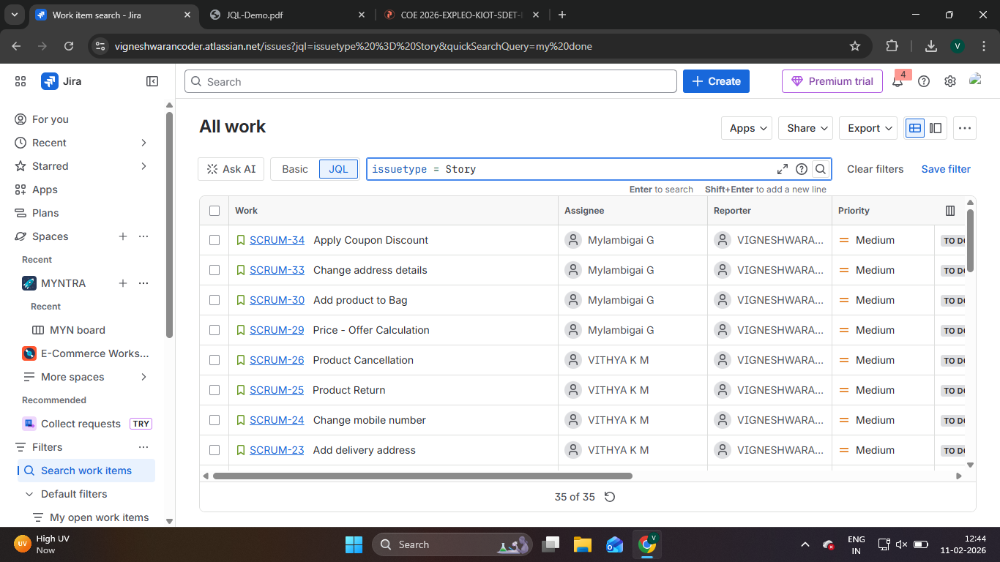 Work item search - Jira
JQL-Demo.pdf
COE 2026-EXPLEO-KIOT-SDET-
vigneshwarancoder.atlassian.net/issues?jql=issuetype%20%3D%20Story&quickSearchQuery=my%20done
V
Jira
Search
Create
Premium trial
4
For you
Recent
Starred
Apps
Plans
Spaces
Recent
MYNTRA
Recent
MYN board
E-Commerce Works...
More spaces
Recommended
Collect requests TRY
Filters
Search work items
Default filters
My open work items
All work
Apps
Share
Export
Ask AI
Basic
JQL
issuetype = Story
Clear filters
Save filter
Enter to search Shift+Enter to add a new line
Work Assignee Reporter Priority
SCRUM-34 Apply Coupon Discount Mylambigai G VIGNESHWARA... Medium TO DO
SCRUM-33 Change address details Mylambigai G VIGNESHWARA... Medium TO DO
SCRUM-30 Add product to Bag Mylambigai G VIGNESHWARA... Medium TO DO
SCRUM-29 Price - Offer Calculation Mylambigai G VIGNESHWARA... Medium TO DO
SCRUM-26 Product Cancellation VITHYA K M VIGNESHWARA... Medium TO DO
SCRUM-25 Product Return VITHYA K M VIGNESHWARA... Medium TO DO
SCRUM-24 Change mobile number VITHYA K M VIGNESHWARA... Medium TO DO
SCRUM-23 Add delivery address VITHYA K M VIGNESHWARA... Medium TO DO
35 of 35
UV
High UV
Now
Search
V
ENG
IN
12:44
11-02-2026